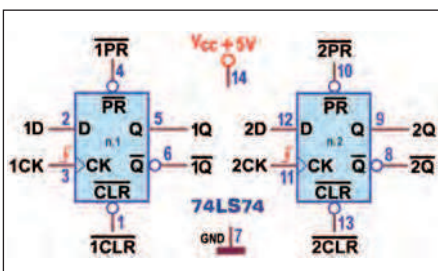 1PR VCC + 5V 2PR
4 14 10
PR PR
1D 2 D Q 5 1Q 2D 12 D Q 9 2Q
n.1 n.2
1CK 3 CK Q 6 1Q 2CK 11 CK Q 8 2Q
CLR CLR
1 74LS74 13
1CLR GND 7 2CLR